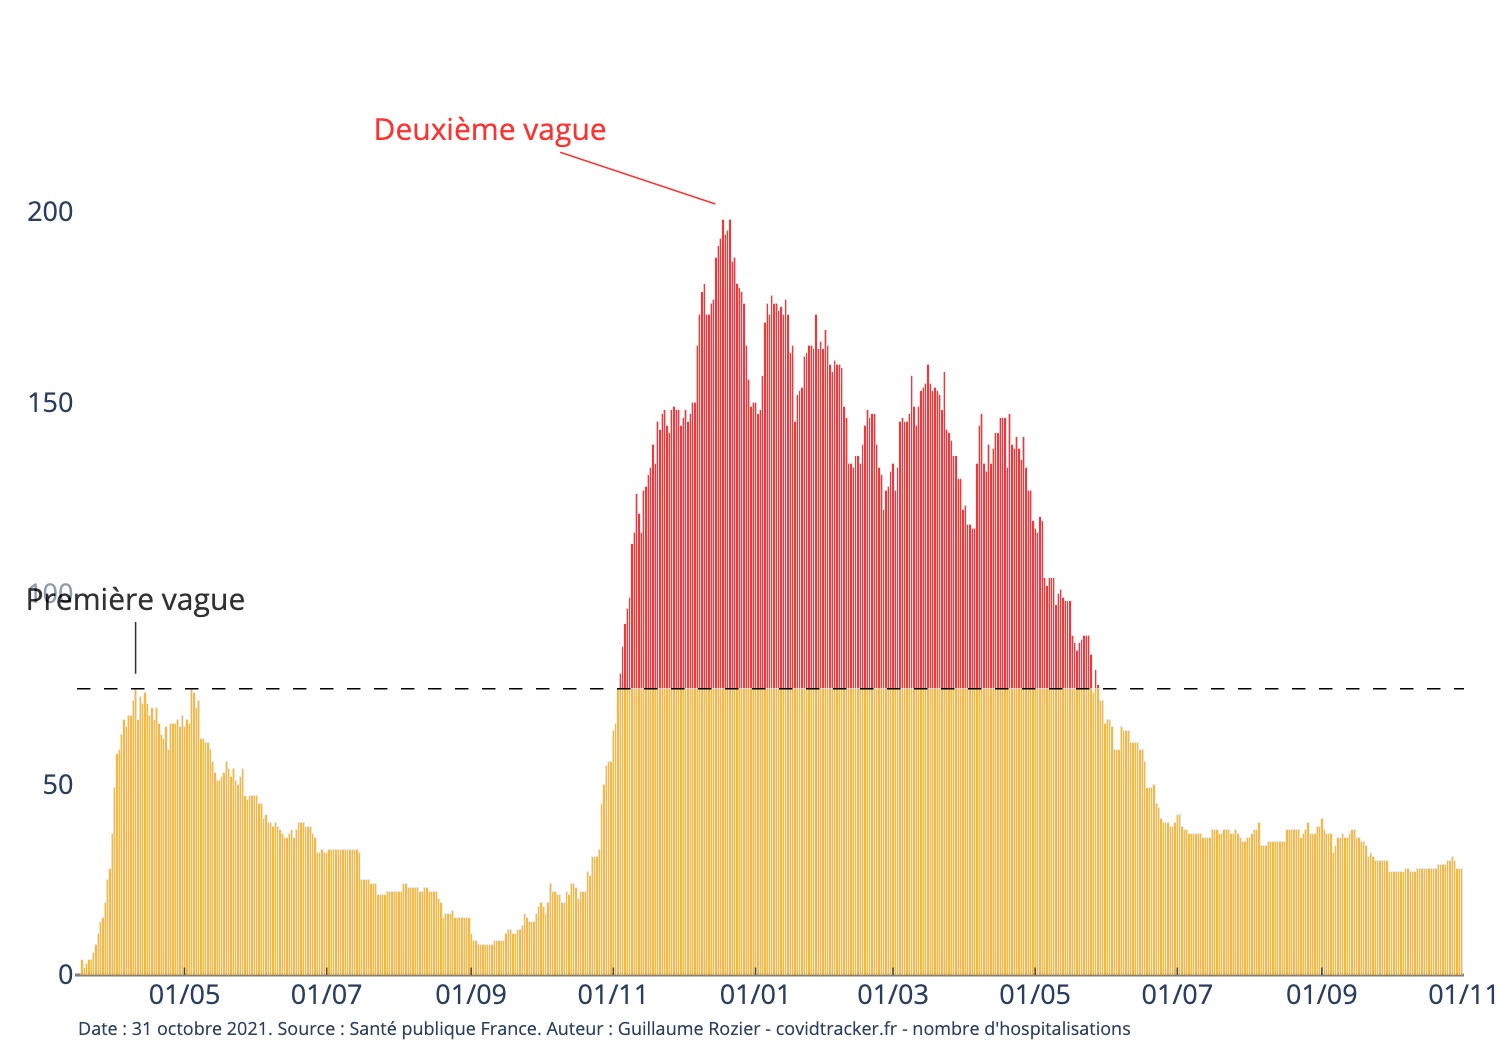 Deuxième vague
200
150
100
Première vague
50
0
01/05 01/07 01/09 01/11 01/01 01/03 01/05 01/07 01/09 01/11
Date : 31 octobre 2021. Source : Santé publique France. Auteur : Guillaume Rozier - covidtracker.fr - nombre d'hospitalisations